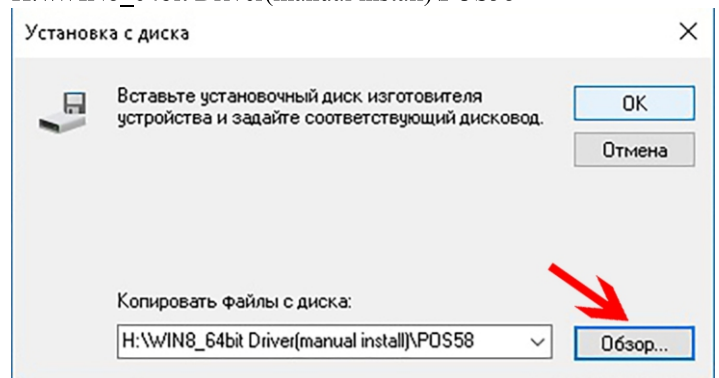 Установка с диска
Вставьте установочный диск изготовителя
устройства и задайте соответствующий дисковод.
OK
Отмена
Копировать файлы с диска:
H:\WIN8_64bit Driver(manual install)\POS58
Обзор...